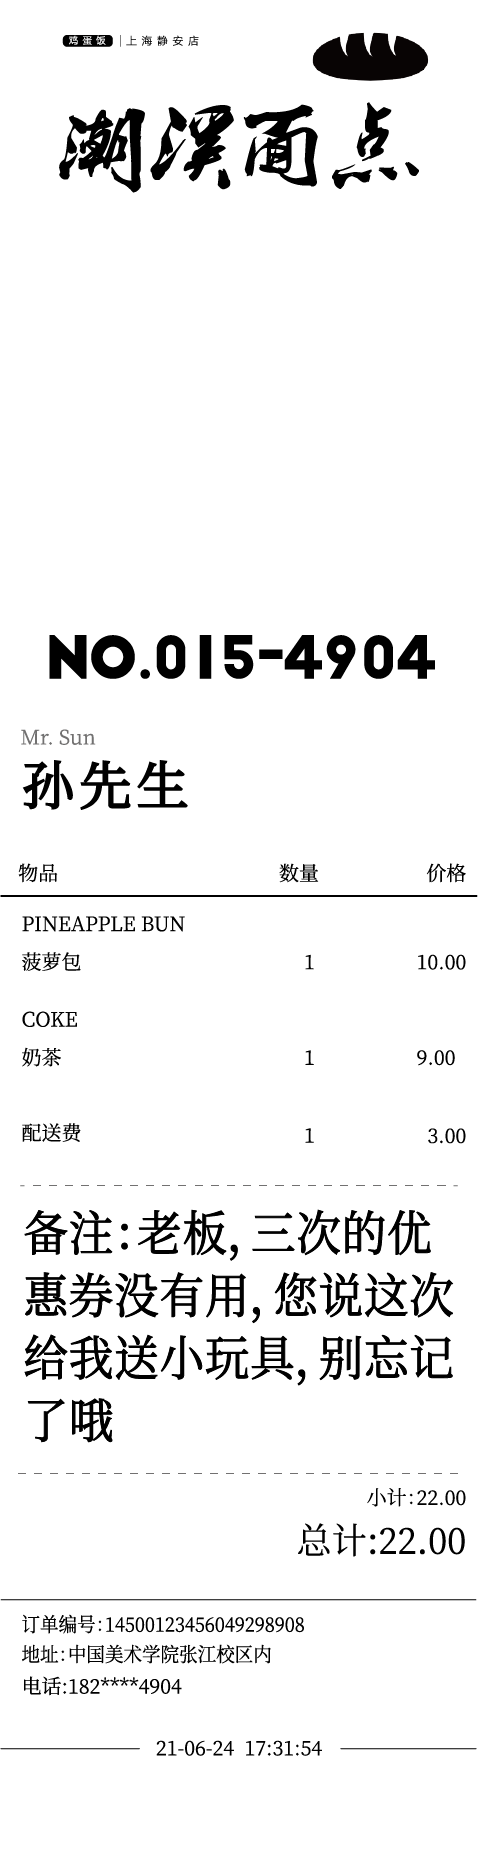 鸡蛋饭 | 上海静安店
潮溪面点
NO.015-4904
Mr. Sun
孙先生
物品 数量 价格
PINEAPPLE BUN
菠萝包 1 10.00
COKE
奶茶 1 9.00
配送费 1 3.00
备注:老板,三次的优
惠券没有用,您说这次
给我送小玩具,别忘记
了哦
小计:22.00
总计:22.00
订单编号:14500123456049298908
地址:中国美术学院张江校区内
电话:182****4904
21-06-24 17:31:54